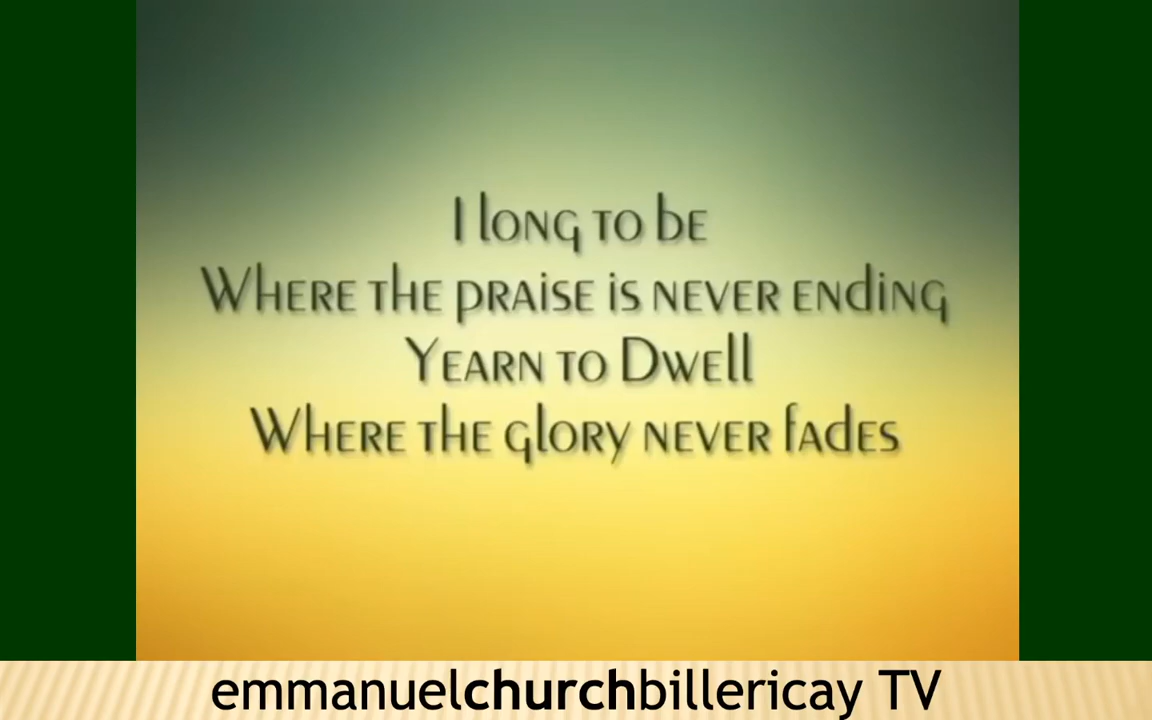 I long to be
Where the praise is never ending
Yearn to Dwell
Where the glory never fades
emmanuelchurchbillericay TV